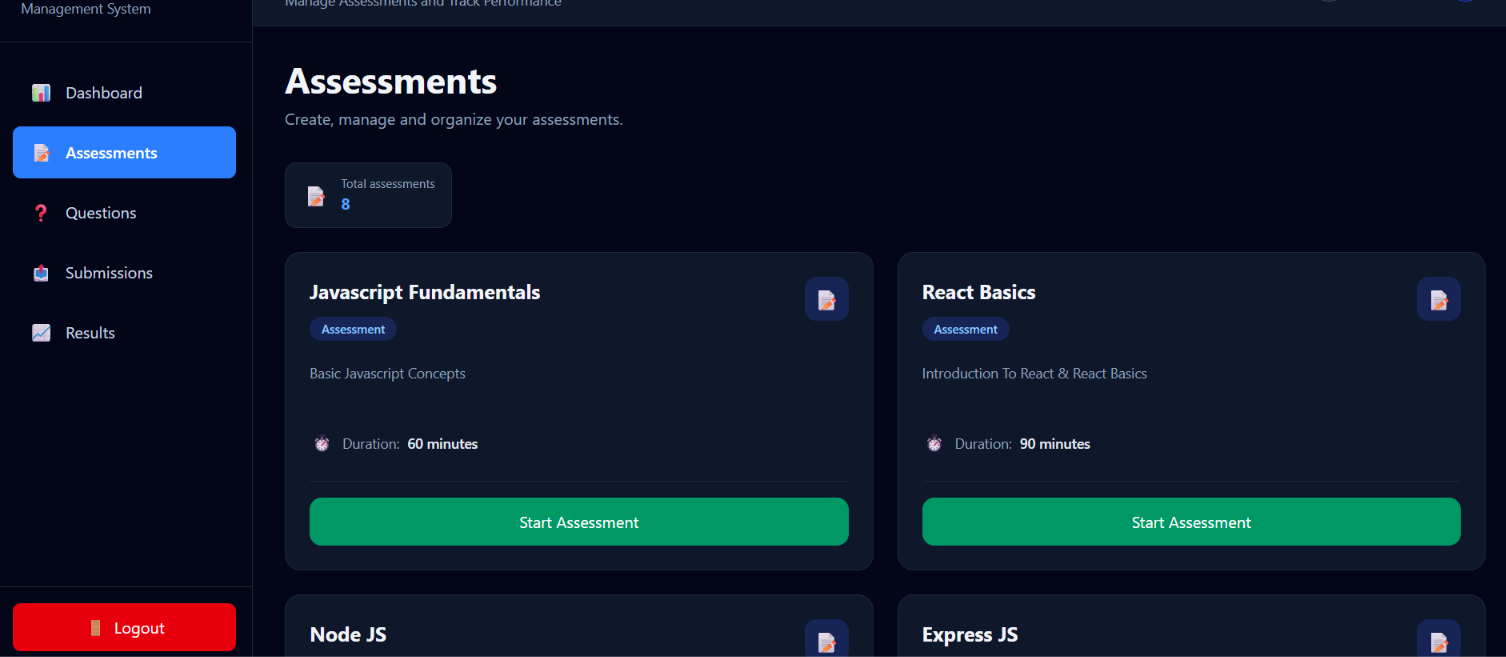 Management System
Manage Assessments and Track Performance
Dashboard
Assessments
Questions
Submissions
Results
Logout
Assessments
Create, manage and organize your assessments.
Total assessments
8
Javascript Fundamentals
Assessment
Basic Javascript Concepts
Duration: 60 minutes
Start Assessment
React Basics
Assessment
Introduction To React & React Basics
Duration: 90 minutes
Start Assessment
Node JS
Express JS